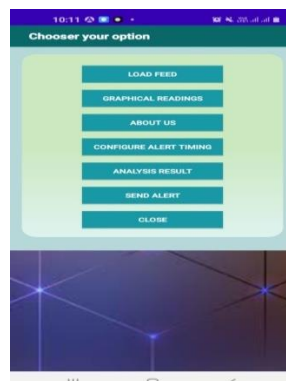 10:11
Chooser your option
LOAD FEED
GRAPHICAL READINGS
ABOUT US
CONFIGURE ALERT TIMING
ANALYSIS RESULT
SEND ALERT
CLOSE